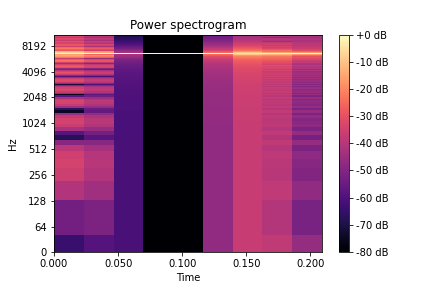 Power spectrogram
Hz
8192
4096
2048
1024
512
256
128
64
0
0.000 0.050 0.100 0.150 0.200
Time
+0 dB
-10 dB
-20 dB
-30 dB
-40 dB
-50 dB
-60 dB
-70 dB
-80 dB